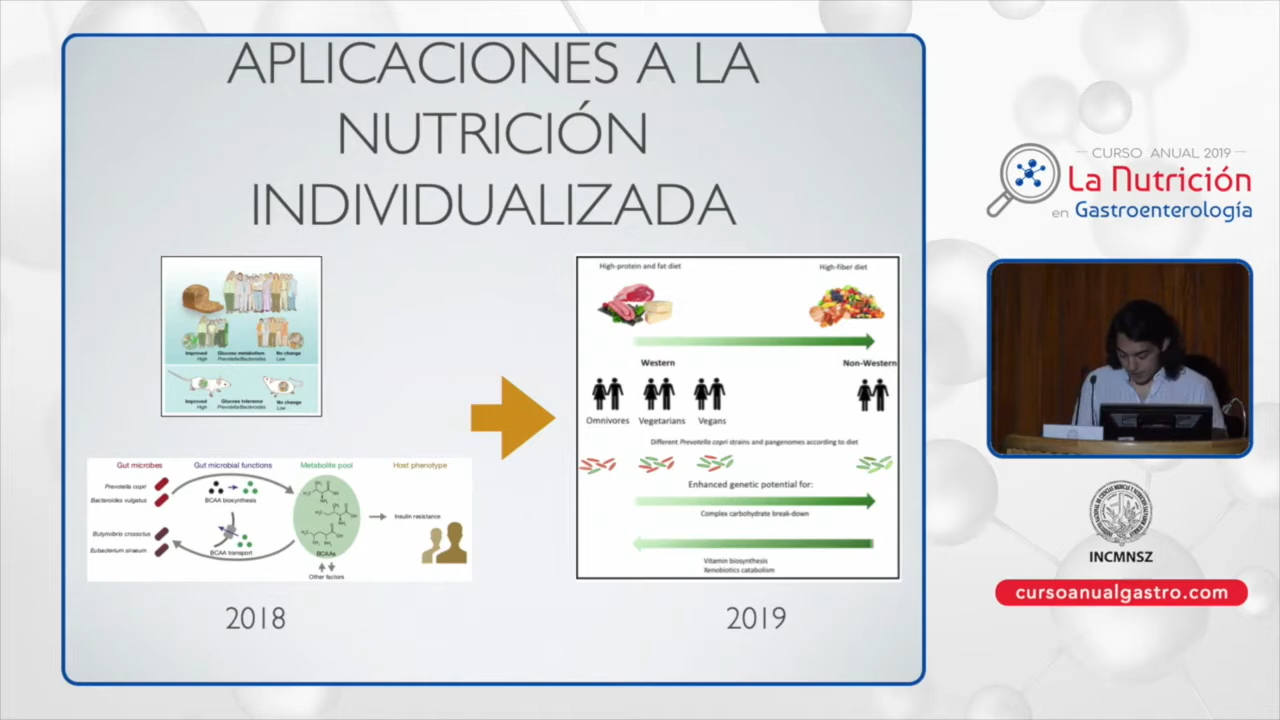 APLICACIONES A LA
NUTRICIÓN
INDIVIDUALIZADA
Improved
High
Glucose metabolism
Prevotella/Bacteroides
No change
Low
Improved
High
Glucose tolerance
Prevotella/Bacteroides
No change
Low
Gut microbes
Gut microbial functions
Metabolite pool
Host phenotype
Prevotella copri
Bacteroides vulgatus
BCAA biosynthesis
Insulin resistance
Butyrivibrio crossotus
Eubacterium siraeum
BCAA transport
BCAAs
Other factors
2018
High-protein and fat diet
High-fiber diet
Western
Non-Western
Omnivores
Vegetarians
Vegans
Different Prevotella copri strains and pangenomes according to diet
Enhanced genetic potential for:
Complex carbohydrate break-down
Vitamin biosynthesis
Xenobiotics catabolism
2019
CURSO ANUAL 2019
La Nutrición
en Gastroenterología
INCMNSZ
cursoanualgastro.com